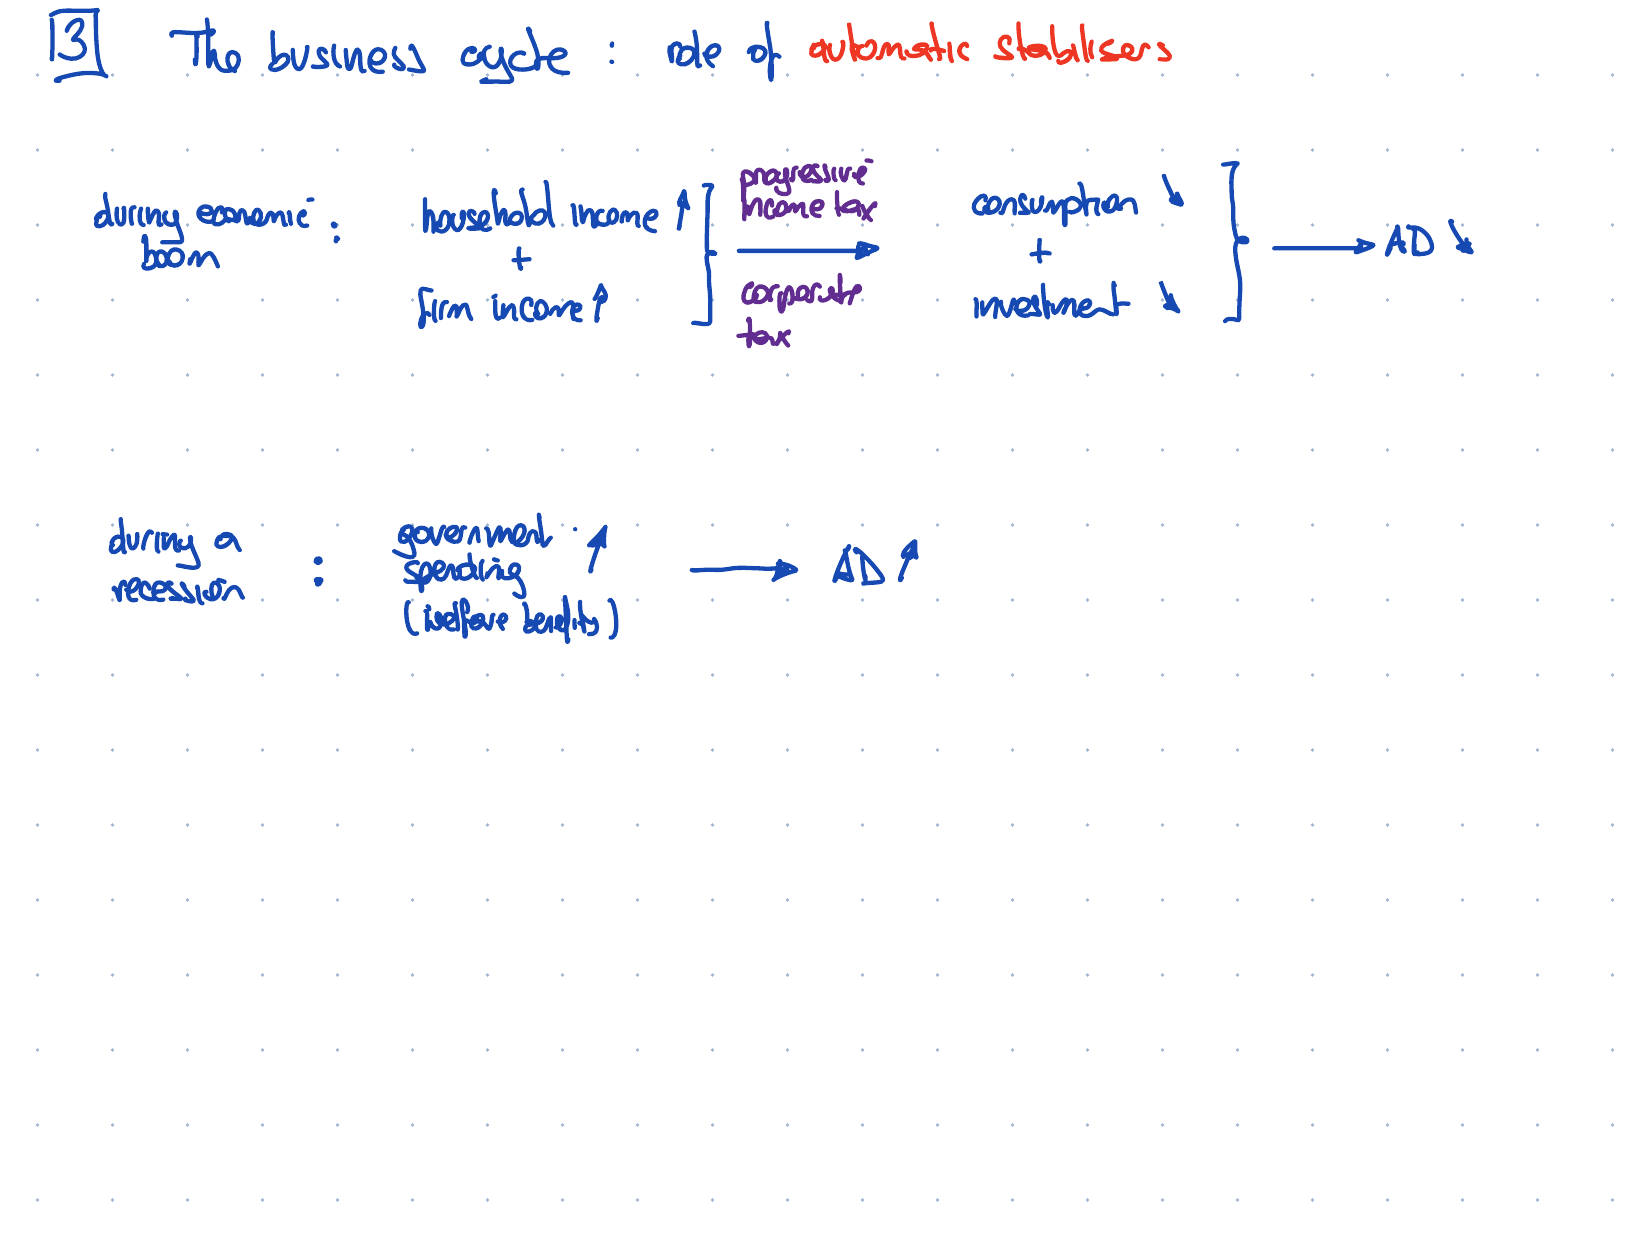 3 The business cycle : role of automatic stabilisers
during economic boom :
household income ↑
+
firm income ↑
progressive
income tax
corporate
tax
consumption ↘
+
investment ↘
AD ↘
during a
recession :
government ↗
spending
(welfare benefits)
AD ↗